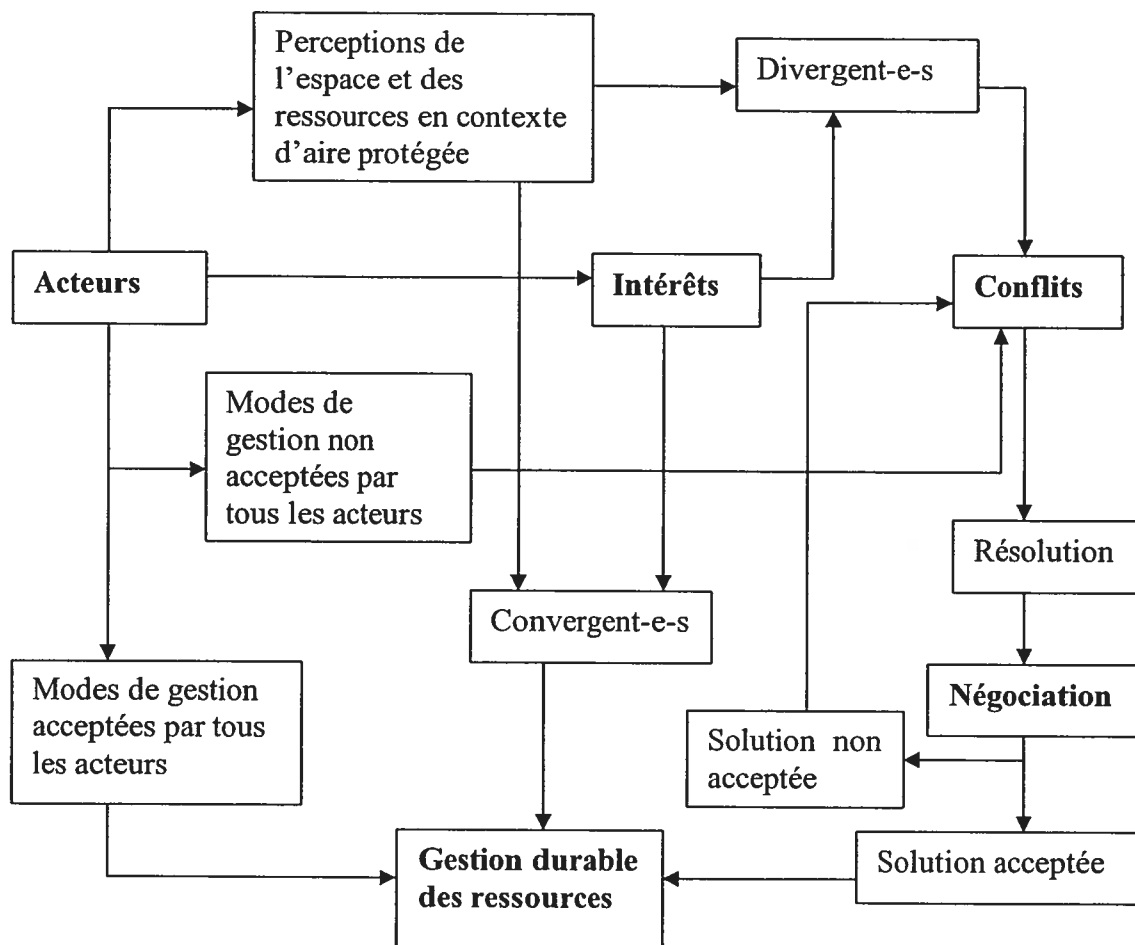 Perceptions de
l'espace et des
ressources en contexte
d'aire protégée
Divergent-e-s
Acteurs
Intérêts
Conflits
Modes de
gestion non
acceptées par
tous les acteurs
Résolution
Convergent-e-s
Modes de gestion
acceptées par tous
les acteurs
Négociation
Solution non
acceptée
Gestion durable
des ressources
Solution acceptée